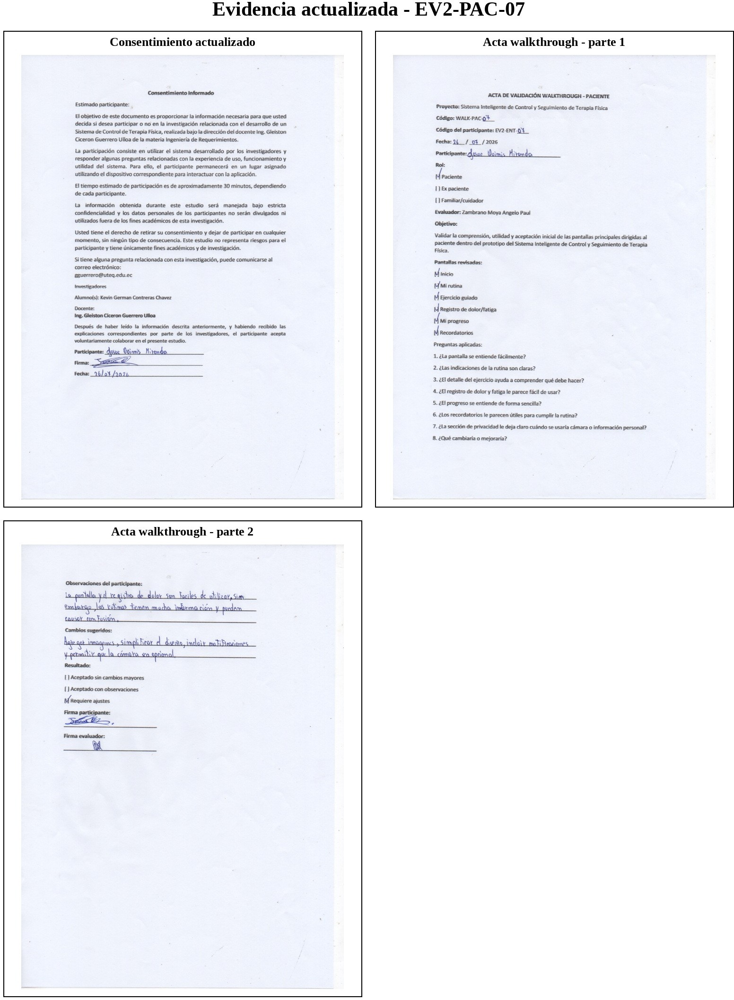 Evidencia actualizada - EV2-PAC-07
Consentimiento actualizado
Consentimiento Informado
Estimado participante:
El objetivo de este documento es proporcionar la información necesaria para que usted
decida si desea participar o no en la investigación relacionada con el desarrollo de un
Sistema de Control de Terapia Física, realizada bajo la dirección del docente Ing. Gleiston
Ciceron Guerrero Ulloa de la materia Ingeniería de Requerimientos.
La participación consiste en utilizar el sistema desarrollado por los investigadores y
responder algunas preguntas relacionadas con la experiencia de uso, funcionamiento y
utilidad del sistema. Para ello, el participante permanecerá en un lugar asignado
utilizando el dispositivo correspondiente para interactuar con la aplicación.
El tiempo estimado de participación es de aproximadamente 30 minutos, dependiendo
de cada participante.
La información obtenida durante este estudio será manejada bajo estricta
confidencialidad y los datos personales de los participantes no serán divulgados ni
utilizados fuera de los fines académicos de esta investigación.
Usted tiene el derecho de retirar su consentimiento y dejar de participar en cualquier
momento, sin ningún tipo de consecuencia. Este estudio no representa riesgos para el
participante y tiene únicamente fines académicos y de investigación.
Si tiene alguna pregunta relacionada con esta investigación, puede comunicarse al
correo electrónico:
gguerrero@uteq.edu.ec
Investigadores
Alumno(s): Kevin German Contreras Chavez
Docente:
Ing. Gleiston Ciceron Guerrero Ulloa
Después de haber leído la información descrita anteriormente, y habiendo recibido las
explicaciones correspondientes por parte de los investigadores, el participante acepta
voluntariamente colaborar en el presente estudio.
Participante: Josue Quimis Miranda
Firma:
Fecha: 26/07/2026
Acta walkthrough - parte 1
ACTA DE VALIDACIÓN WALKTHROUGH - PACIENTE
Proyecto: Sistema Inteligente de Control y Seguimiento de Terapia Física
Código: WALK-PAC-07
Código del participante: EV2-ENT-07
Fecha: 26 / 07 / 2026
Participante: Josue Quimis Miranda
Rol:
[✓] Paciente
[ ] Ex paciente
[ ] Familiar/cuidador
Evaluador: Zambrano Moya Angelo Paul
Objetivo:
Validar la comprensión, utilidad y aceptación inicial de las pantallas principales dirigidas al
paciente dentro del prototipo del Sistema Inteligente de Control y Seguimiento de Terapia
Física.
Pantallas revisadas:
[✓] Inicio
[✓] Mi rutina
[✓] Ejercicio guiado
[✓] Registro de dolor/fatiga
[✓] Mi progreso
[✓] Recordatorios
Preguntas aplicadas:
1. ¿La pantalla se entiende fácilmente?
2. ¿Las indicaciones de la rutina son claras?
3. ¿El detalle del ejercicio ayuda a comprender qué debe hacer?
4. ¿El registro de dolor y fatiga le parece fácil de usar?
5. ¿El progreso se entiende de forma sencilla?
6. ¿Los recordatorios le parecen útiles para cumplir la rutina?
7. ¿La sección de privacidad le deja claro cuándo se usaría cámara o información personal?
8. ¿Qué cambiaría o mejoraría?
Acta walkthrough - parte 2
Observaciones del participante:
La pantalla y el registro de dolor son faciles de utilizar, sin
embargo, las rutinas tienen mucha información y pueden
causar confusión.
Cambios sugeridos:
Agregar imagenes, simplificar el diseño, incluir notificaciones
y permitir que la cámara sea opcional.
Resultado:
[ ] Aceptado sin cambios mayores
[ ] Aceptado con observaciones
[✓] Requiere ajustes
Firma participante:
Firma evaluador: